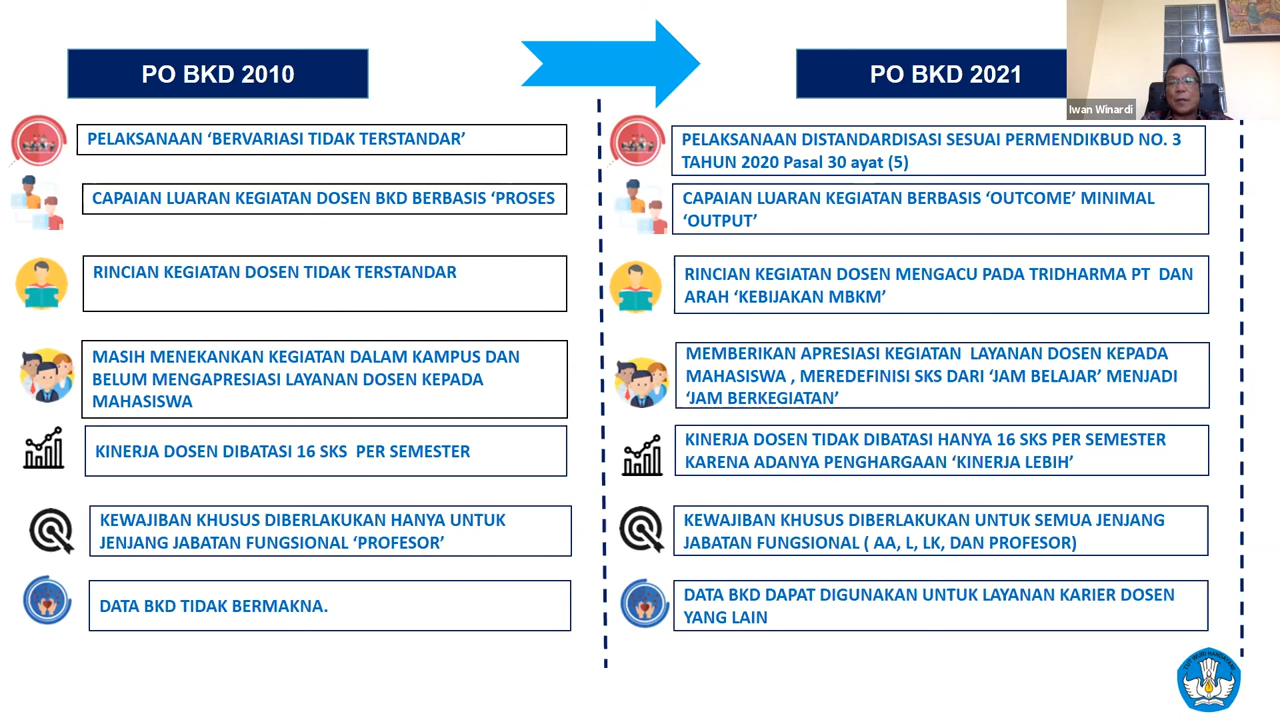 PO BKD 2010
PELAKSANAAN ‘BERVARIASI TIDAK TERSTANDAR’
CAPAIAN LUARAN KEGIATAN DOSEN BKD BERBASIS ‘PROSES
RINCIAN KEGIATAN DOSEN TIDAK TERSTANDAR
MASIH MENEKANKAN KEGIATAN DALAM KAMPUS DAN
BELUM MENGAPRESIASI LAYANAN DOSEN KEPADA
MAHASISWA
KINERJA DOSEN DIBATASI 16 SKS PER SEMESTER
KEWAJIBAN KHUSUS DIBERLAKUKAN HANYA UNTUK
JENJANG JABATAN FUNGSIONAL ‘PROFESOR’
DATA BKD TIDAK BERMAKNA.
PO BKD 2021
Iwan Winardi
PELAKSANAAN DISTANDARDISASI SESUAI PERMENDIKBUD NO. 3
TAHUN 2020 Pasal 30 ayat (5)
CAPAIAN LUARAN KEGIATAN BERBASIS ‘OUTCOME’ MINIMAL
‘OUTPUT’
RINCIAN KEGIATAN DOSEN MENGACU PADA TRIDHARMA PT DAN
ARAH ‘KEBIJAKAN MBKM’
MEMBERIKAN APRESIASI KEGIATAN LAYANAN DOSEN KEPADA
MAHASISWA , MEREDEFINISI SKS DARI ‘JAM BELAJAR’ MENJADI
‘JAM BERKEGIATAN’
KINERJA DOSEN TIDAK DIBATASI HANYA 16 SKS PER SEMESTER
KARENA ADANYA PENGHARGAAN ‘KINERJA LEBIH’
KEWAJIBAN KHUSUS DIBERLAKUKAN UNTUK SEMUA JENJANG
JABATAN FUNGSIONAL ( AA, L, LK, DAN PROFESOR)
DATA BKD DAPAT DIGUNAKAN UNTUK LAYANAN KARIER DOSEN
YANG LAIN
TUT WURI HANDAYANI